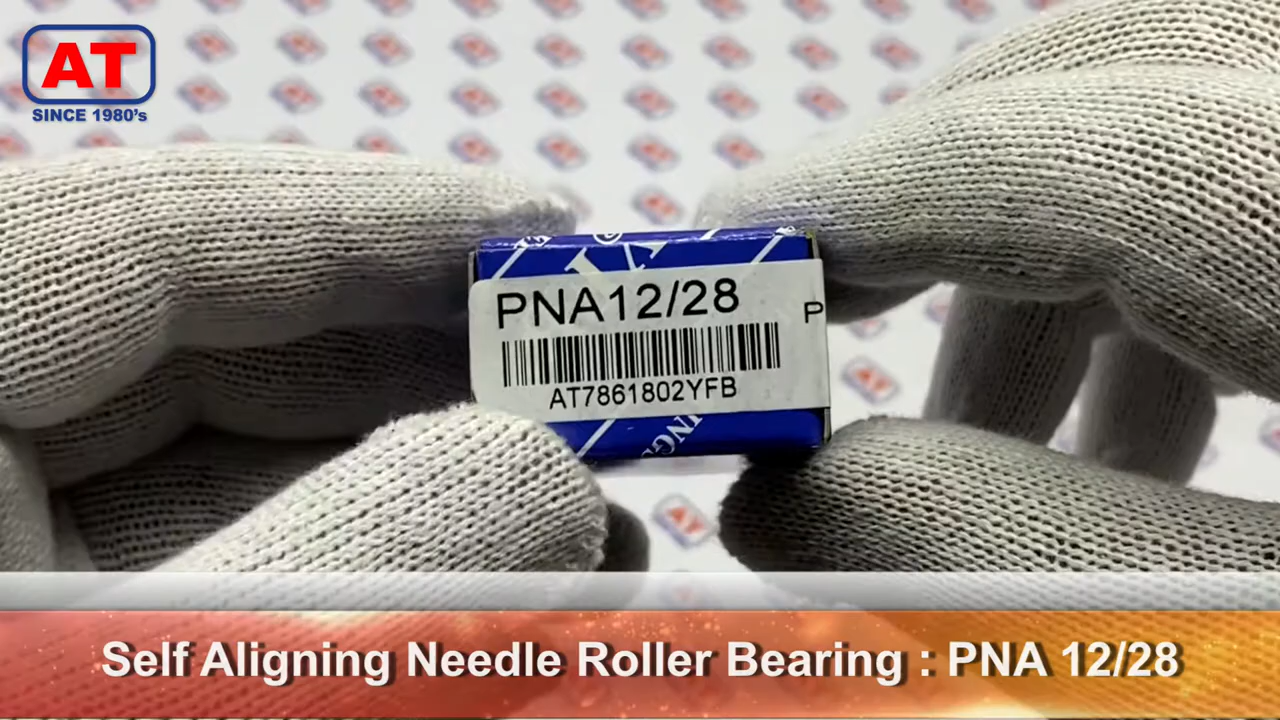 AT
SINCE 1980's
PNA12/28
P
AT7861802YFB
Self Aligning Needle Roller Bearing : PNA 12/28